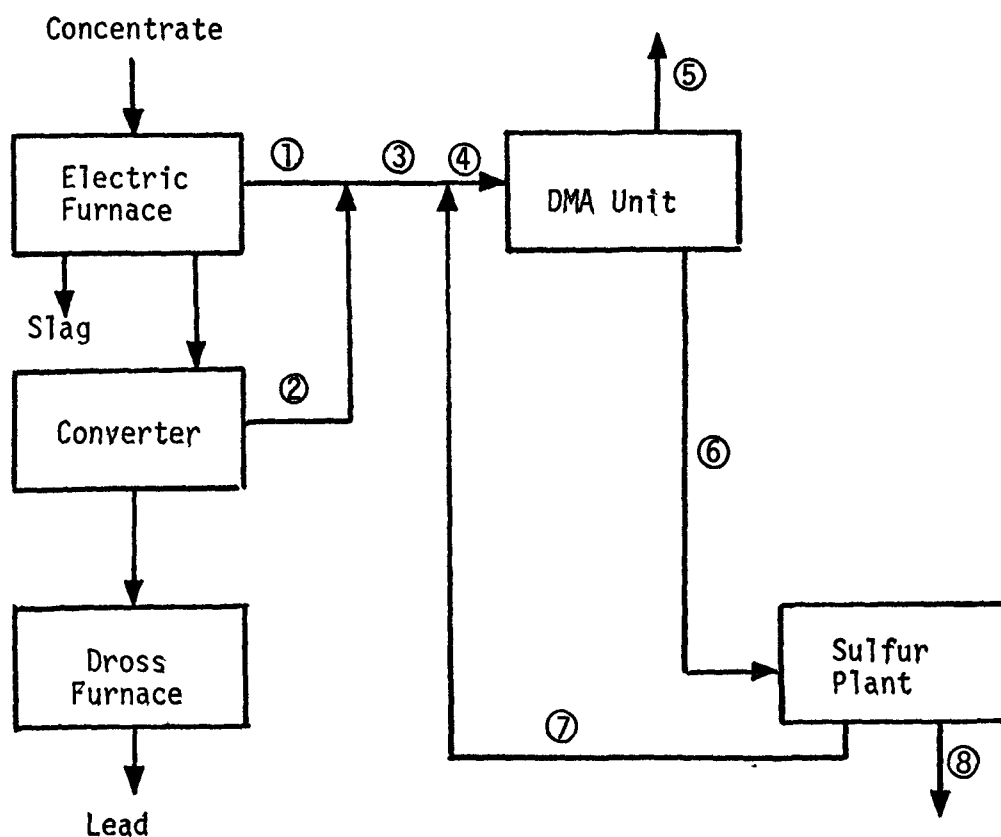 Concentrate
Electric
Furnace
①
③
④
⑤
DMA Unit
Slag
Converter
②
⑥
Dross
Furnace
Sulfur
Plant
⑦
⑧
Lead